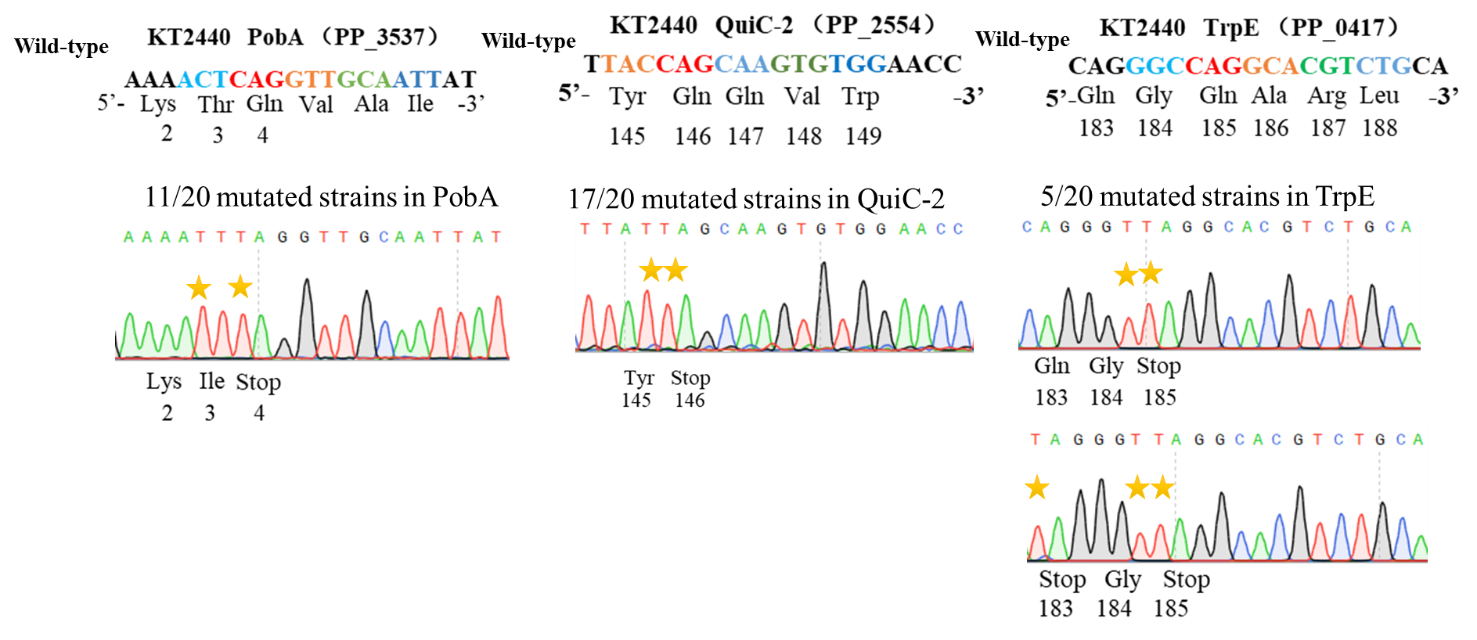 Wild-type
KT2440 PobA（PP_3537）
AAAACTCAGGTTGCAATTAT
5’- Lys Thr Gln Val Ala Ile -3’
2 3 4
11/20 mutated strains in PobA
A A A A T T T A G G T T G C A A T T A T
Lys Ile Stop
2 3 4
Wild-type
KT2440 QuiC-2（PP_2554）
TTACCAGCAAGTGTGGAACC
5’- Tyr Gln Gln Val Trp -3’
145 146 147 148 149
17/20 mutated strains in QuiC-2
T T A T T A G C A A G T G T G G A A C C
Tyr Stop
145 146
Wild-type
KT2440 TrpE（PP_0417）
CAGGGCCAGGCACGTCTGCA
5’-Gln Gly Gln Ala Arg Leu -3’
183 184 185 186 187 188
5/20 mutated strains in TrpE
C A G G G T T A G G C A C G T C T G C A
Gln Gly Stop
183 184 185
T A G G G T T A G G C A C G T C T G C A
Stop Gly Stop
183 184 185